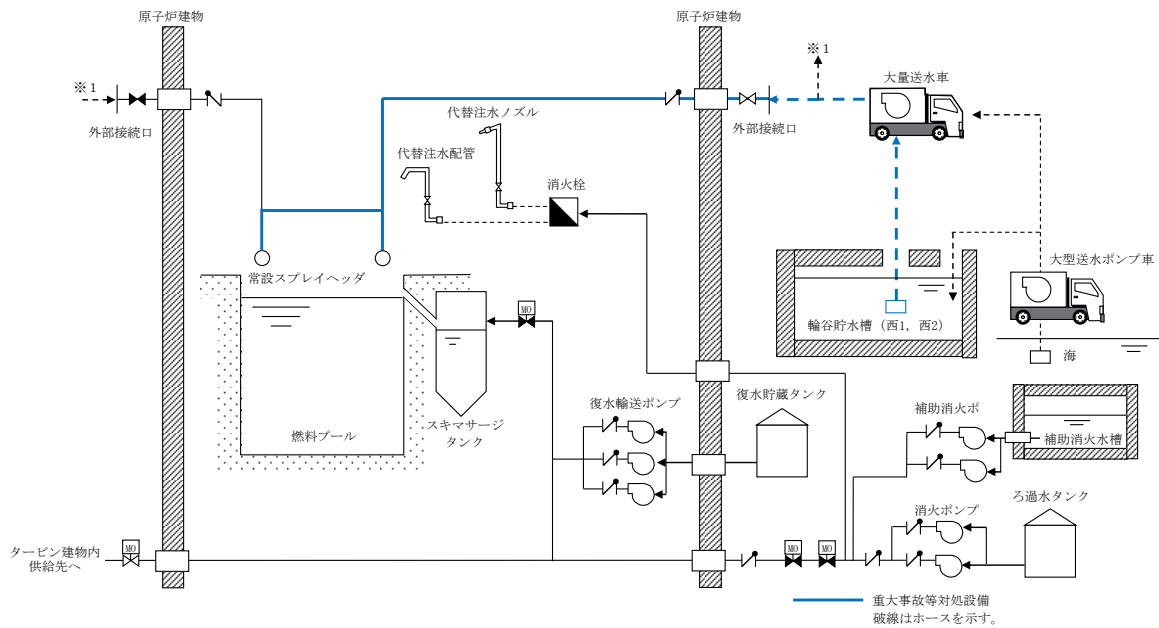 原子炉建物
原子炉建物
※1
大量送水車
※1
外部接続口
代替注水ノズル
外部接続口
代替注水配管
消火栓
常設スプレイヘッダ
大型送水ポンプ車
MO
輪谷貯水槽（西1，西2）
海
復水輸送ポンプ
復水貯蔵タンク
補助消火ポ
スキマサージ
タンク
燃料プール
補助消火水槽
消火ポンプ
ろ過水タンク
タービン建物内
供給先へ
MO
MO
MO
重大事故等対処設備
破線はホースを示す。